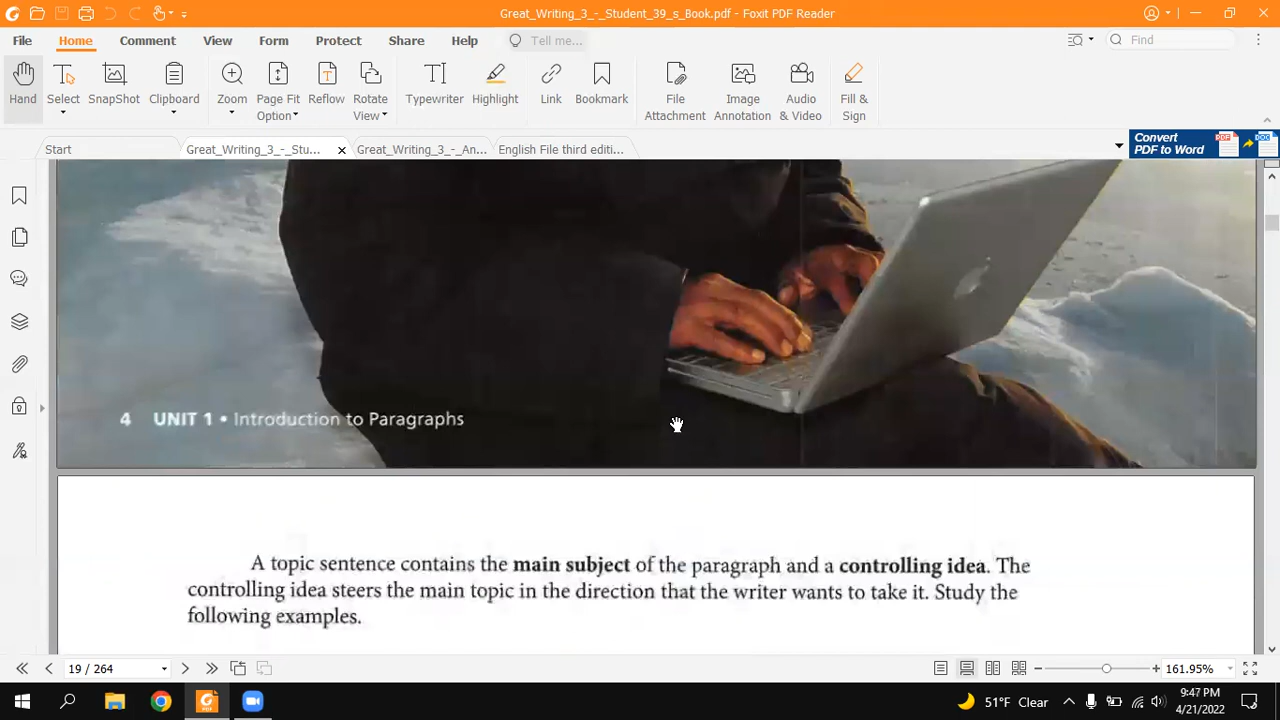 Great_Writing_3_-_Student_39_s_Book.pdf - Foxit PDF Reader
File Home Comment View Form Protect Share Help Tell me... Find
Hand Select SnapShot Clipboard Zoom Page Fit Option Reflow Rotate View Typewriter Highlight Link Bookmark File Attachment Image Annotation Audio & Video Fill & Sign
Start Great_Writing_3_-_Stu... English File third editi...
Convert PDF to Word
4 UNIT 1 • Introduction to Paragraphs
A topic sentence contains the main subject of the paragraph and a controlling idea. The
controlling idea steers the main topic in the direction that the writer wants to take it. Study the
following examples.
19 / 264 161.95%
51°F Clear 9:47 PM
4/21/2022